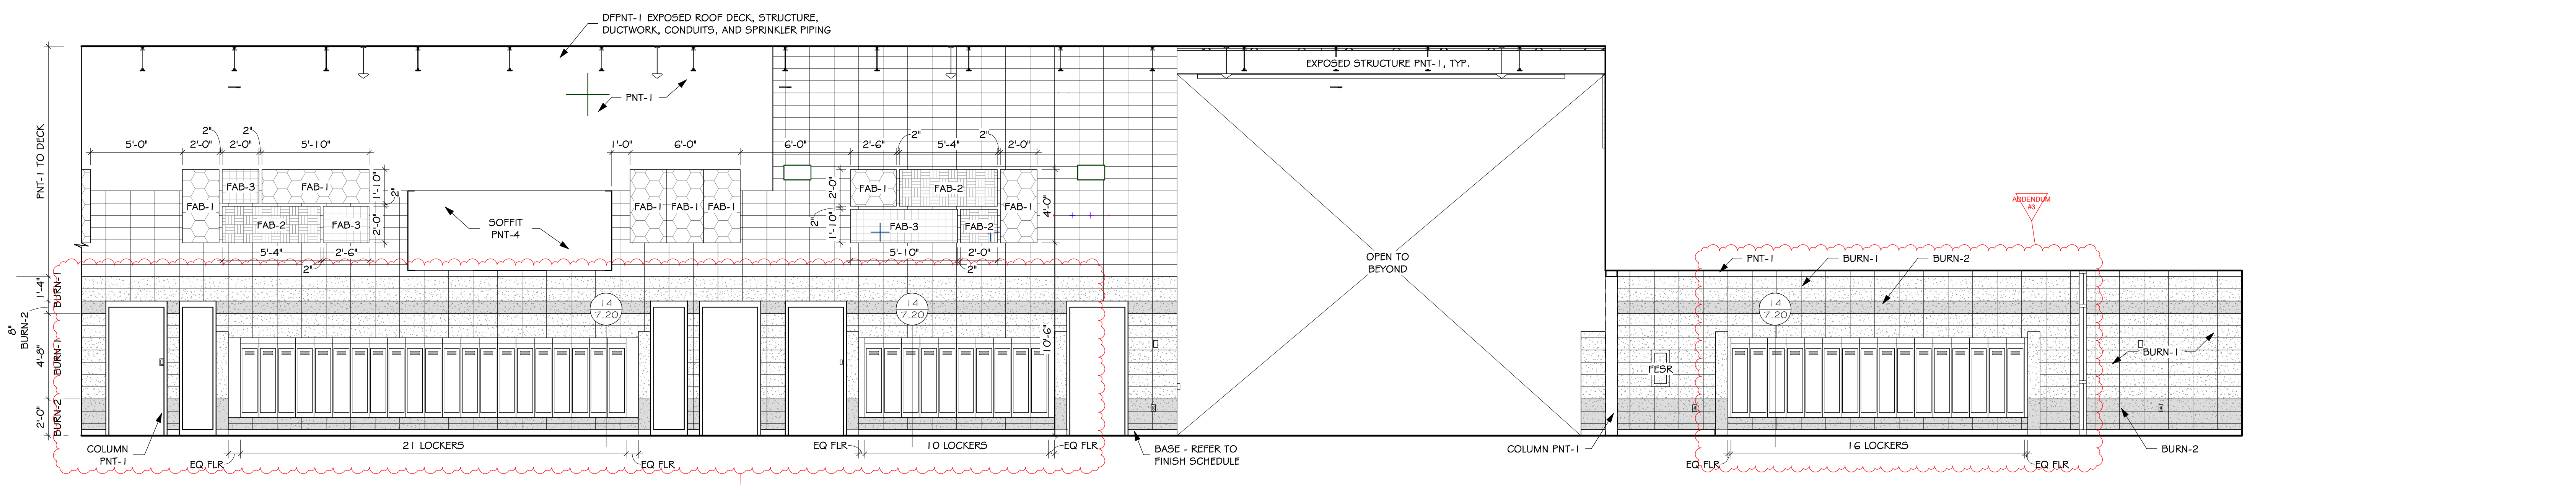 DFPNT-1 EXPOSED ROOF DECK, STRUCTURE,
DUCTWORK, CONDUITS, AND SPRINKLER PIPING
EXPOSED STRUCTURE PNT-1, TYP.
PNT-1
PNT-1 TO DECK
5'-0"
2'-0"
2"
2'-0"
2"
5'-10"
1'-0"
6'-0"
6'-0"
2'-6"
2"
5'-4"
2"
2'-0"
FAB-1
FAB-3
FAB-1
FAB-2
FAB-3
1'-10"
2"
2'-0"
5'-4"
2"
2'-6"
SOFFIT
PNT-4
FAB-1
FAB-1
FAB-1
2'-0"
2"
1'-10"
FAB-1
FAB-2
FAB-3
FAB-2
FAB-1
4'-0"
5'-10"
2"
2'-0"
OPEN TO
BEYOND
ADDENDUM
#3
PNT-1
BURN-1
BURN-2
1'-4"
BURN-1
8"
BURN-2
4'-8"
BURN-1
2'-0"
BURN-2
14
7.20
14
7.20
14
7.20
10'-6"
FESR
BURN-1
COLUMN
PNT-1
EQ FLR
21 LOCKERS
EQ FLR
EQ FLR
10 LOCKERS
EQ FLR
BASE - REFER TO
FINISH SCHEDULE
COLUMN PNT-1
EQ FLR
16 LOCKERS
EQ FLR
BURN-2